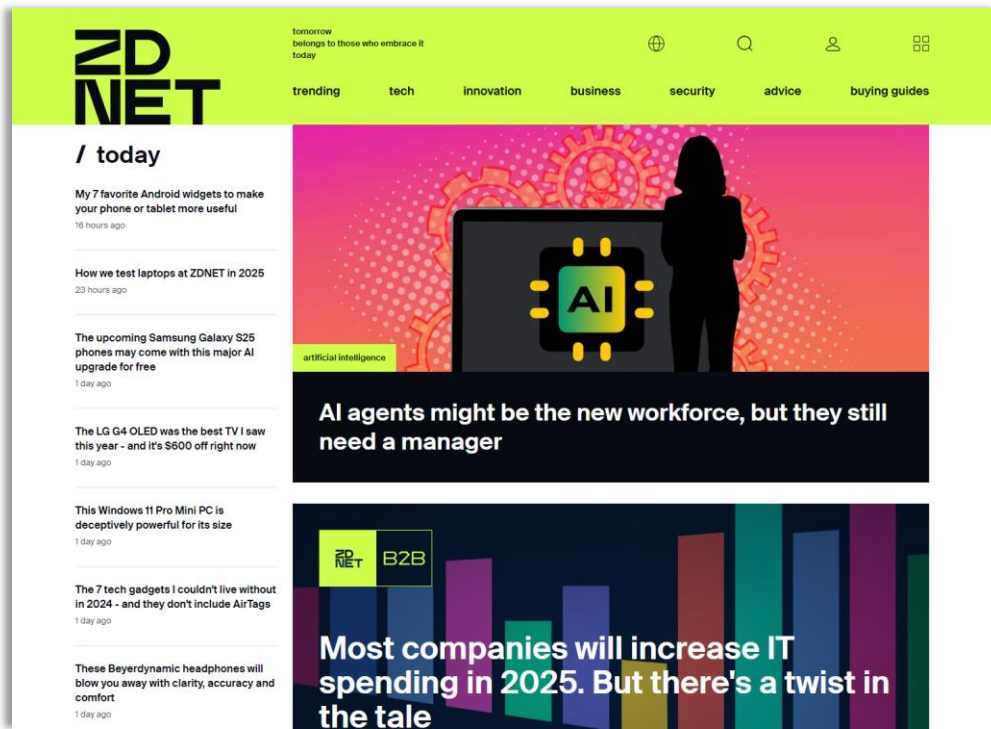 ZD
NET
tomorrow
belongs to those who embrace it
today
trending
tech
innovation
business
security
advice
buying guides
/ today
My 7 favorite Android widgets to make
your phone or tablet more useful
16 hours ago
How we test laptops at ZDNET in 2025
23 hours ago
The upcoming Samsung Galaxy S25
phones may come with this major AI
upgrade for free
1 day ago
The LG G4 OLED was the best TV I saw
this year - and it's $600 off right now
1 day ago
This Windows 11 Pro Mini PC is
deceptively powerful for its size
1 day ago
The 7 tech gadgets I couldn't live without
in 2024 - and they don't include AirTags
1 day ago
These Beyerdynamic headphones will
blow you away with clarity, accuracy and
comfort
1 day ago
AI
artificial intelligence
AI agents might be the new workforce, but they still
need a manager
ZD
NET
B2B
Most companies will increase IT
spending in 2025. But there's a twist in
the tale